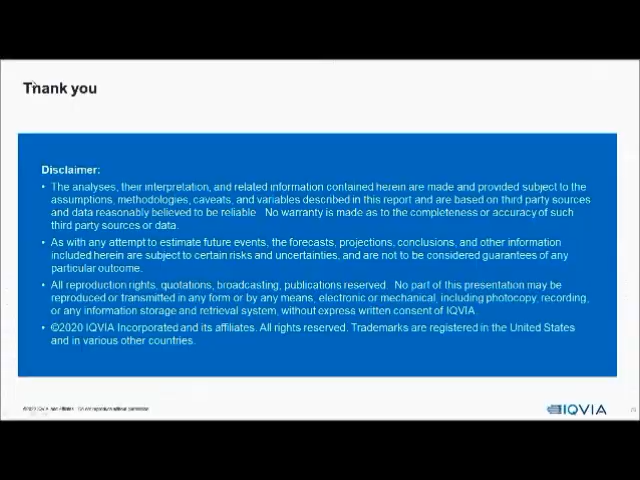 Thank you
Disclaimer:
• The analyses, their interpretation, and related information contained herein are made and provided subject to the
assumptions, methodologies, caveats, and variables described in this report and are based on third party sources
and data reasonably believed to be reliable. No warranty is made as to the completeness or accuracy of such
third party sources or data.
• As with any attempt to estimate future events, the forecasts, projections, conclusions, and other information
included herein are subject to certain risks and uncertainties, and are not to be considered guarantees of any
particular outcome.
• All reproduction rights, quotations, broadcasting, publications reserved. No part of this presentation may be
reproduced or transmitted in any form or by any means, electronic or mechanical, including photocopy, recording,
or any information storage and retrieval system, without express written consent of IQVIA.
• ©2020 IQVIA Incorporated and its affiliates. All rights reserved. Trademarks are registered in the United States
and in various other countries.
IQVIA